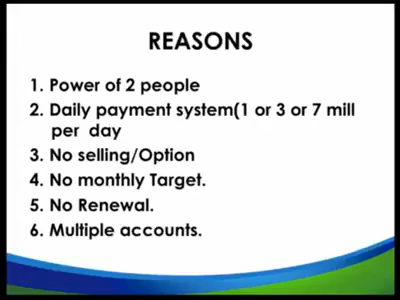 REASONS
1. Power of 2 people
2. Daily payment system(1 or 3 or 7 mill
per day
3. No selling/Option
4. No monthly Target.
5. No Renewal.
6. Multiple accounts.